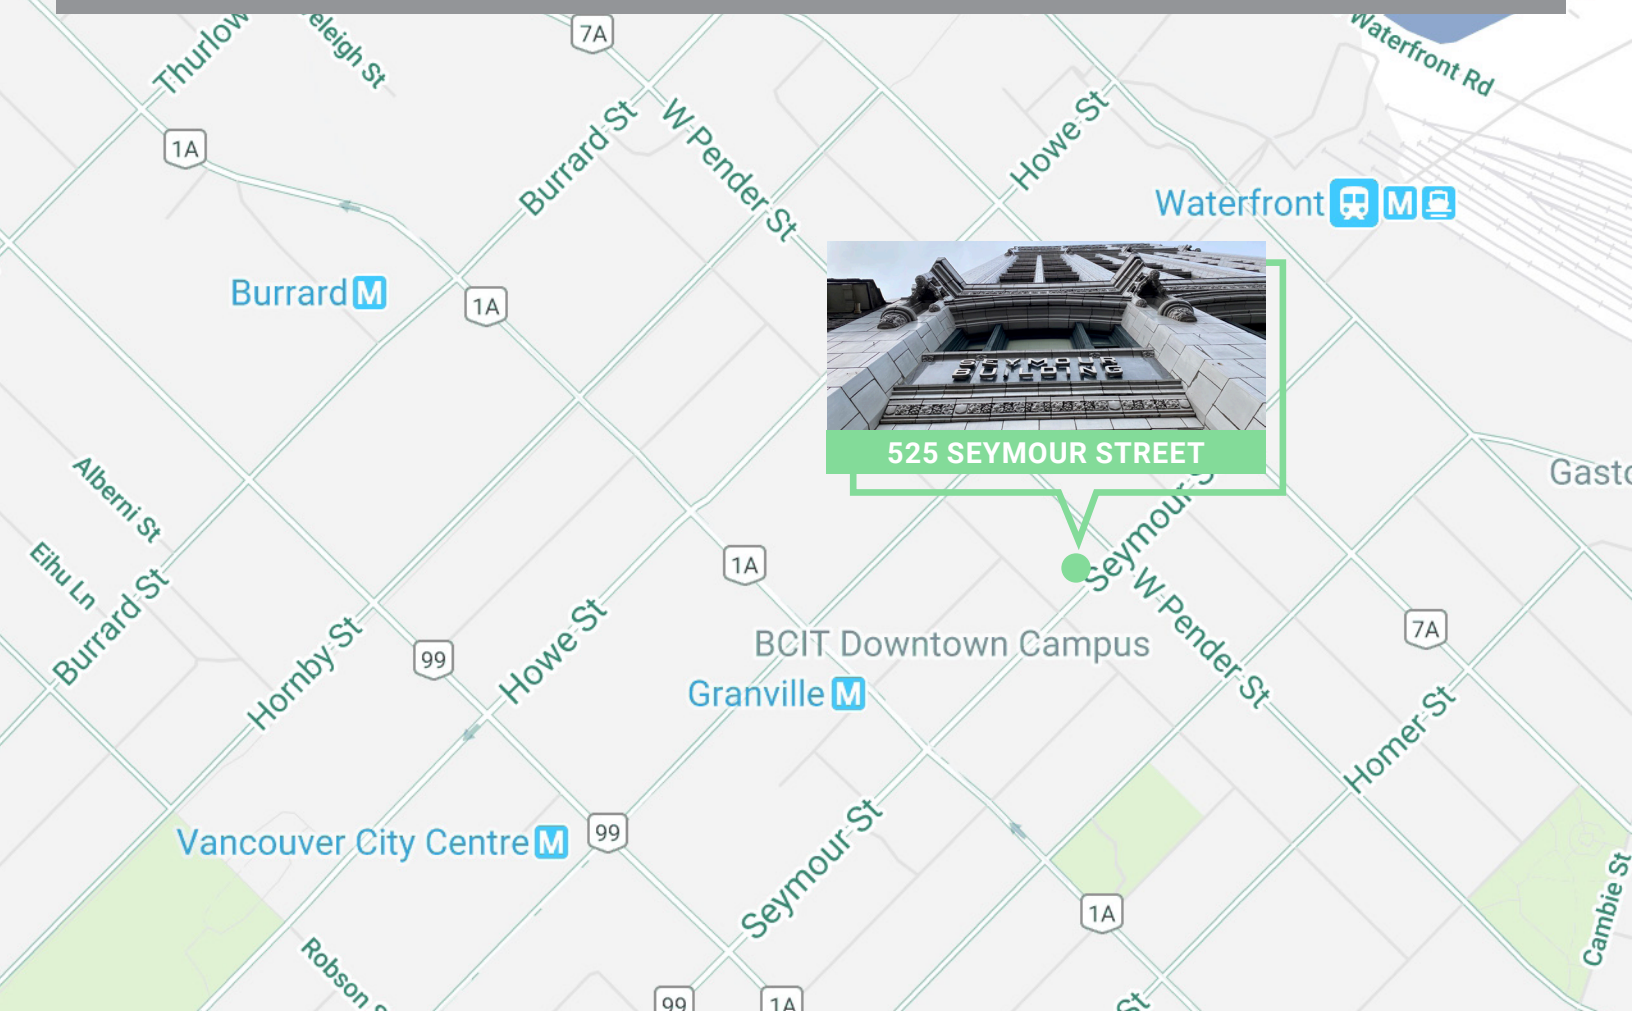 Thurlow
eleigh St
7A
Waterfront Rd
1A
Burrard St
W Pender St
Howe St
Waterfront M
Burrard M
1A
SEYMOUR
BUILDING
525 SEYMOUR STREET
Alberni St
Eihu Ln
Burrard St
Hornby St
99
Howe St
1A
Seymour S
W Pender St
Gasto
7A
BCIT Downtown Campus
Granville M
Homer St
Vancouver City Centre M
99
Seymour St
1A
Cambie St
Robson S
99
1A
St